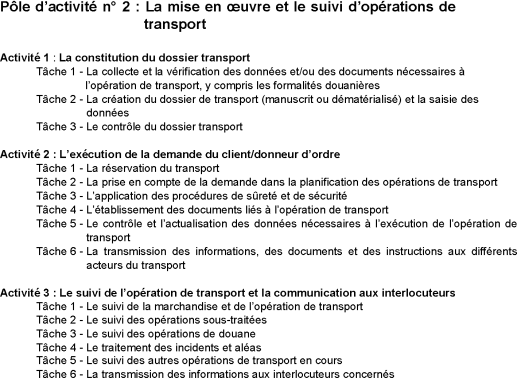 Pôle d’activité n° 2 : La mise en œuvre et le suivi d’opérations de
transport
Activité 1 : La constitution du dossier transport
Tâche 1 - La collecte et la vérification des données et/ou des documents nécessaires à
l’opération de transport, y compris les formalités douanières
Tâche 2 - La création du dossier de transport (manuscrit ou dématérialisé) et la saisie des
données
Tâche 3 - Le contrôle du dossier transport
Activité 2 : L’exécution de la demande du client/donneur d’ordre
Tâche 1 - La réservation du transport
Tâche 2 - La prise en compte de la demande dans la planification des opérations de transport
Tâche 3 - L’application des procédures de sûreté et de sécurité
Tâche 4 - L’établissement des documents liés à l’opération de transport
Tâche 5 - Le contrôle et l’actualisation des données nécessaires à l’exécution de l’opération de
transport
Tâche 6 - La transmission des informations, des documents et des instructions aux différents
acteurs du transport
Activité 3 : Le suivi de l’opération de transport et la communication aux interlocuteurs
Tâche 1 - Le suivi de la marchandise et de l’opération de transport
Tâche 2 - Le suivi des opérations sous-traitées
Tâche 3 - Le suivi des opérations de douane
Tâche 4 - Le traitement des incidents et aléas
Tâche 5 - Le suivi des autres opérations de transport en cours
Tâche 6 - La transmission des informations aux interlocuteurs concernés